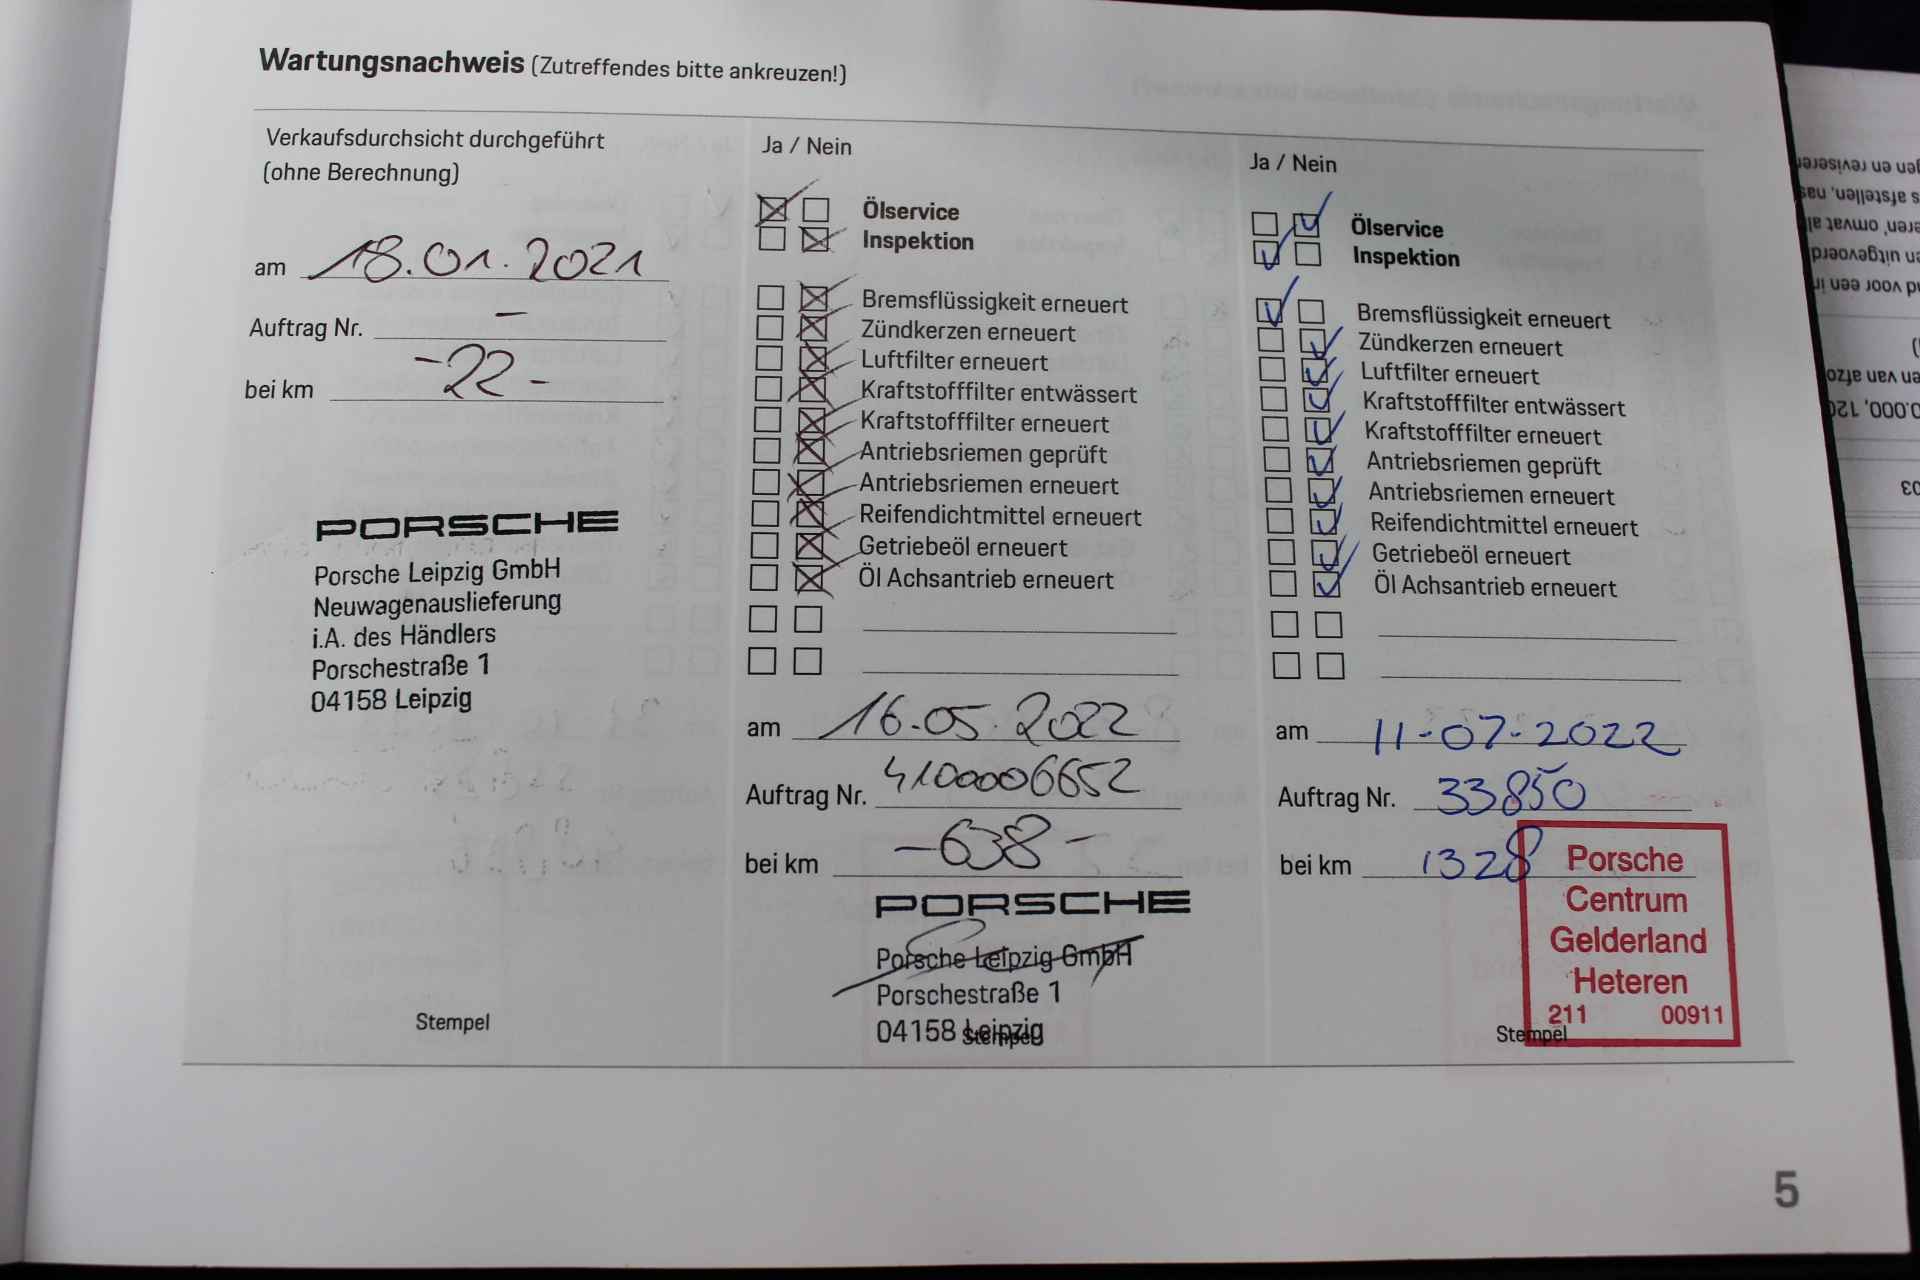 Wartungsnachweis (Zutreffendes bitte ankreuzen!)
Verkaufsdurchsicht durchgeführt
(ohne Berechnung)
am 18.01.2021
Auftrag Nr. -
bei km -22-
PORSCHE
Porsche Leipzig GmbH
Neuwagenauslieferung
i.A. des Händlers
Porschestraße 1
04158 Leipzig
Stempel
Ja / Nein
Ölservice
Inspektion
Bremsflüssigkeit erneuert
Zündkerzen erneuert
Luftfilter erneuert
Kraftstofffilter entwässert
Kraftstofffilter erneuert
Antriebsriemen geprüft
Antriebsriemen erneuert
Reifendichtmittel erneuert
Getriebeöl erneuert
Öl Achsantrieb erneuert
am 16.05.2022
Auftrag Nr. 4100006652
bei km -638-
PORSCHE
Porsche Leipzig GmbH
Porschestraße 1
04158 Leipzig
Stempel
Ja / Nein
Ölservice
Inspektion
Bremsflüssigkeit erneuert
Zündkerzen erneuert
Luftfilter erneuert
Kraftstofffilter entwässert
Kraftstofffilter erneuert
Antriebsriemen geprüft
Antriebsriemen erneuert
Reifendichtmittel erneuert
Getriebeöl erneuert
Öl Achsantrieb erneuert
am 11-07-2022
Auftrag Nr. 33850
bei km 1328
Porsche
Centrum
Gelderland
Heteren
211 00911
Stempel
5